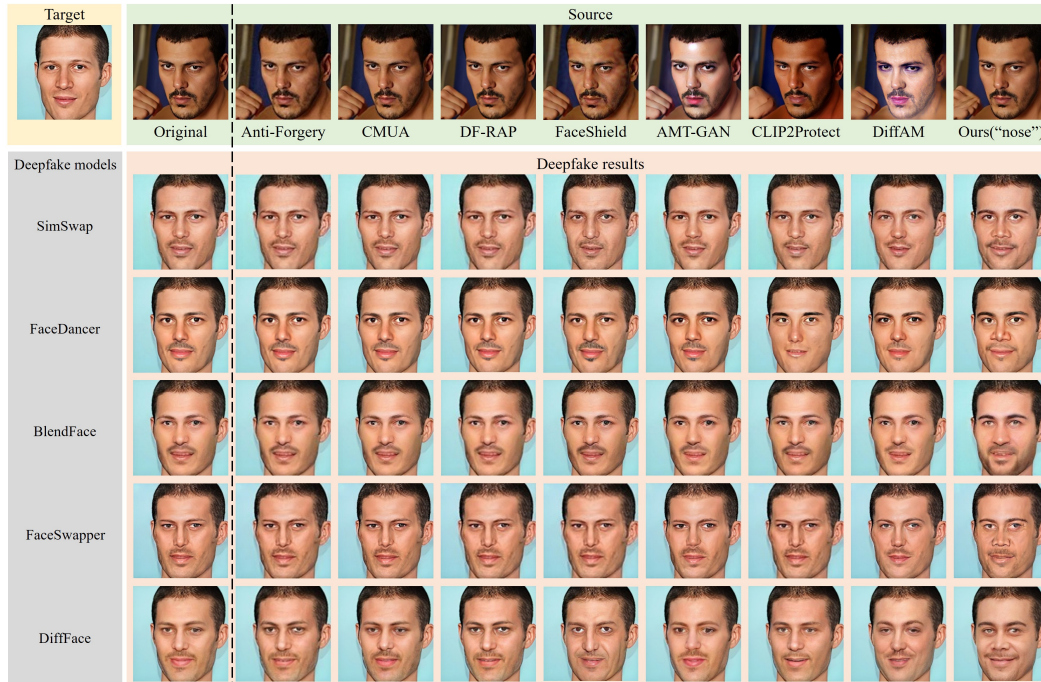 Target
Source
Original
Anti-Forgery
CMUA
DF-RAP
FaceShield
AMT-GAN
CLIP2Protect
DiffAM
Ours(“nose”)
Deepfake models
Deepfake results
SimSwap
FaceDancer
BlendFace
FaceSwapper
DiffFace